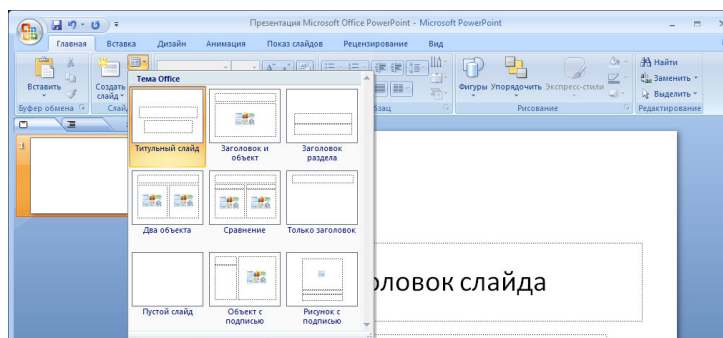 Презентация Microsoft Office PowerPoint - Microsoft PowerPoint
Главная Вставка Дизайн Анимация Показ слайдов Рецензирование Вид
Вставить
Создать слайд
Буфер обмена
Тема Office
Титульный слайд
Заголовок и объект
Заголовок раздела
Два объекта
Сравнение
Только заголовок
Пустой слайд
Объект с подписью
Рисунок с подписью
Фигуры Упорядочить Экспресс-стили
Рисование
Найти
Заменить
Выделить
Редактирование
1
слайда